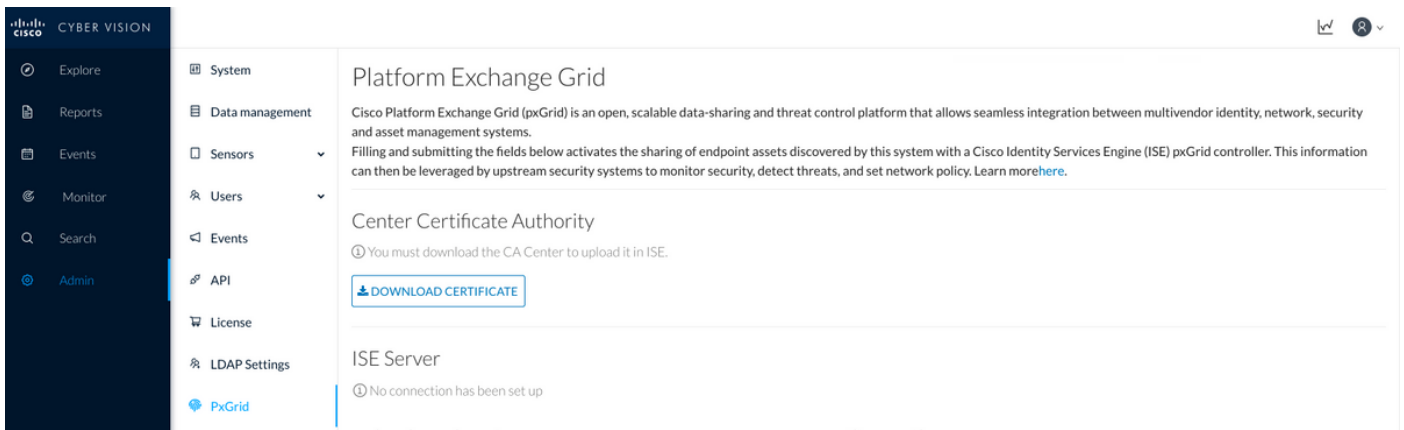 cisco CYBER VISION
Explore
Reports
Events
Monitor
Search
Admin
System
Data management
Sensors
Users
Events
API
License
LDAP Settings
PxGrid
Platform Exchange Grid
Cisco Platform Exchange Grid (pxGrid) is an open, scalable data-sharing and threat control platform that allows seamless integration between multivendor identity, network, security
and asset management systems.
Filling and submitting the fields below activates the sharing of endpoint assets discovered by this system with a Cisco Identity Services Engine (ISE) pxGrid controller. This information
can then be leveraged by upstream security systems to monitor security, detect threats, and set network policy. Learn morehere.
Center Certificate Authority
You must download the CA Center to upload it in ISE.
DOWNLOAD CERTIFICATE
ISE Server
No connection has been set up